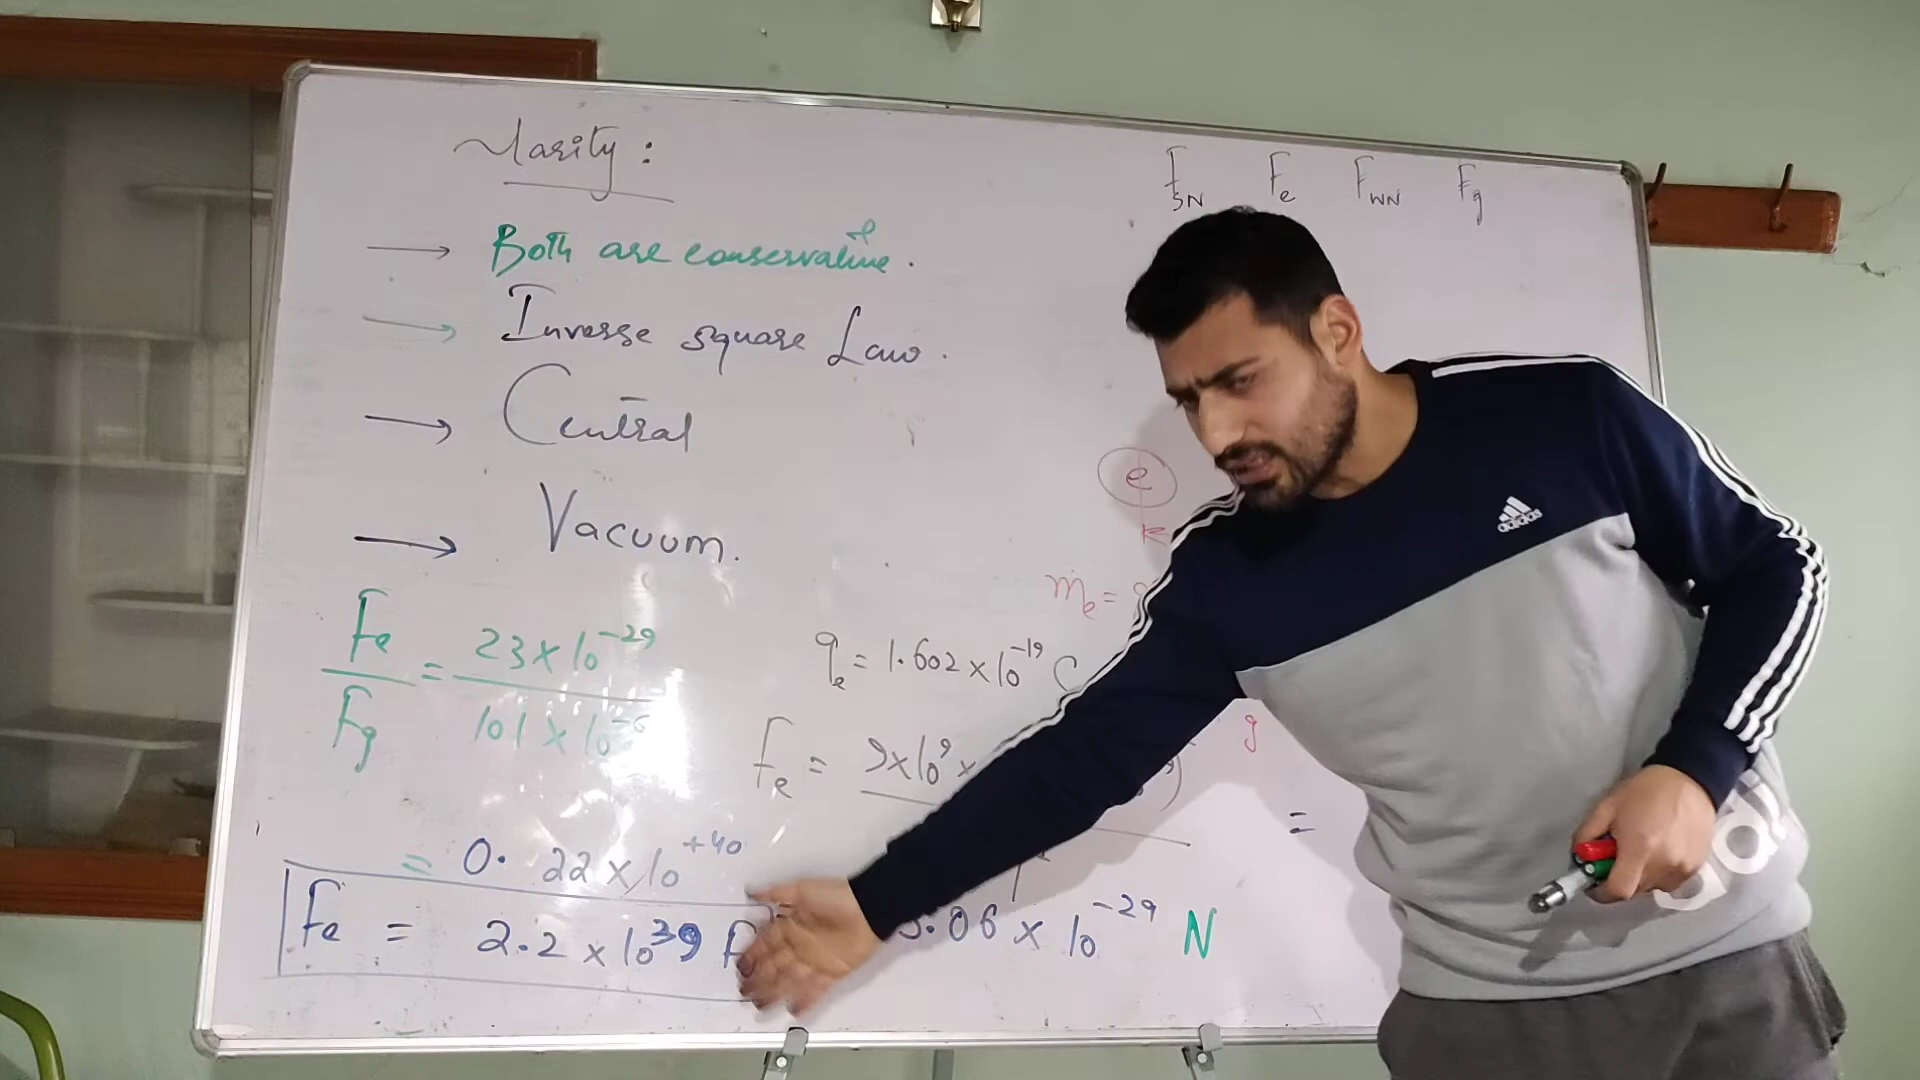 larity :
F_SN F_e F_WN F_g
→ Both are conservative.
→ Inverse square Law.
→ Central
→ Vacuum.
e
R
m_e =
q_e = 1.602 × 10^-19 C
F_e / F_g = 23 × 10^-29 / 101 ×
F_e = 9×10^9 ×
g
=
= 0.22 × 10^+40
F_e = 2.2 × 10^39
.06 × 10^-29 N
adidas